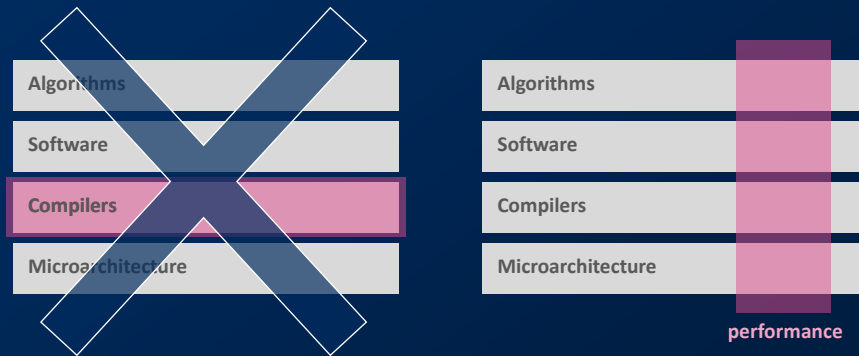 Algorithms
Software
Compilers
Microarchitecture
Algorithms
Software
Compilers
Microarchitecture
performance